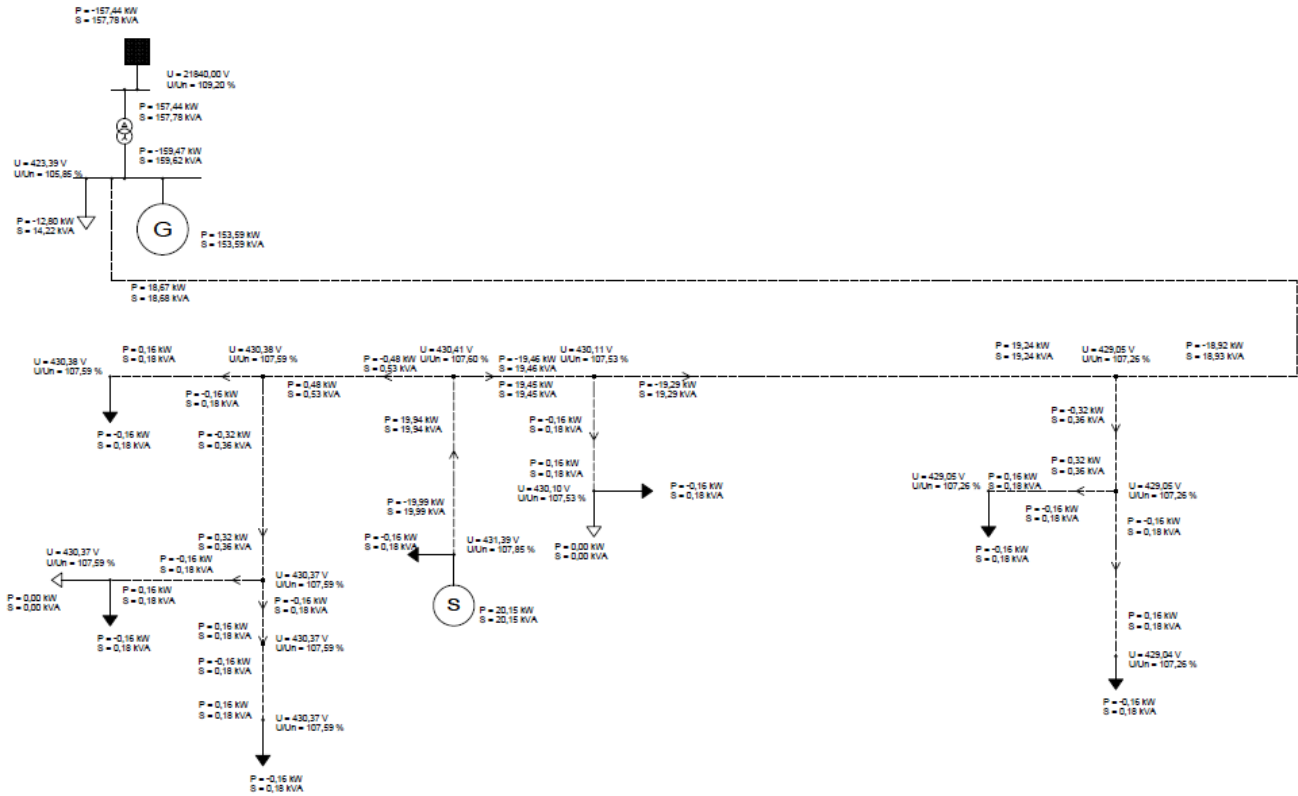 P = -157,44 kW
S = 157,78 kVA
U = 21840,00 V
U/Un = 109,20 %
P = 157,44 kW
S = 157,78 kVA
P = -159,47 kW
S = 159,62 kVA
U = 423,39 V
U/Un = 105,85 %
P = -12,80 kW
S = 14,22 kVA
G
P = 153,59 kW
S = 153,59 kVA
P = 18,67 kW
S = 18,68 kVA
U = 430,38 V
U/Un = 107,59 %
P = 0,16 kW
S = 0,18 kVA
U = 430,38 V
U/Un = 107,59 %
P = -0,48 kW
S = 0,53 kVA
U = 430,41 V
U/Un = 107,60 %
P = -19,46 kW
S = 19,46 kVA
U = 430,11 V
U/Un = 107,53 %
P = 19,24 kW
S = 19,24 kVA
U = 429,05 V
U/Un = 107,26 %
P = -18,92 kW
S = 18,93 kVA
P = -0,16 kW
S = 0,18 kVA
P = 0,48 kW
S = 0,53 kVA
P = 19,45 kW
S = 19,45 kVA
P = -19,29 kW
S = 19,29 kVA
P = -0,16 kW
S = 0,18 kVA
P = -0,32 kW
S = 0,36 kVA
P = 19,94 kW
S = 19,94 kVA
P = -0,16 kW
S = 0,18 kVA
P = -0,32 kW
S = 0,36 kVA
P = 0,16 kW
S = 0,18 kVA
P = 0,32 kW
S = 0,36 kVA
U = 430,10 V
U/Un = 107,53 %
P = -0,16 kW
S = 0,18 kVA
U = 429,05 V
U/Un = 107,26 %
P = 0,16 kW
S = 0,18 kVA
U = 429,05 V
U/Un = 107,26 %
P = -19,99 kW
S = 19,99 kVA
P = -0,16 kW
S = 0,18 kVA
P = -0,16 kW
S = 0,18 kVA
P = 0,32 kW
S = 0,36 kVA
P = -0,16 kW
S = 0,18 kVA
U = 431,39 V
U/Un = 107,85 %
P = 0,00 kW
S = 0,00 kVA
P = -0,16 kW
S = 0,18 kVA
U = 430,37 V
U/Un = 107,59 %
P = -0,16 kW
S = 0,18 kVA
U = 430,37 V
U/Un = 107,59 %
P = 0,00 kW
S = 0,00 kVA
P = 0,16 kW
S = 0,18 kVA
P = -0,16 kW
S = 0,18 kVA
S
P = 20,15 kW
S = 20,15 kVA
P = 0,16 kW
S = 0,18 kVA
P = -0,16 kW
S = 0,18 kVA
P = 0,16 kW
S = 0,18 kVA
U = 430,37 V
U/Un = 107,59 %
P = -0,16 kW
S = 0,18 kVA
U = 429,04 V
U/Un = 107,26 %
P = 0,16 kW
S = 0,18 kVA
P = -0,16 kW
S = 0,18 kVA
U = 430,37 V
U/Un = 107,59 %
P = -0,16 kW
S = 0,18 kVA